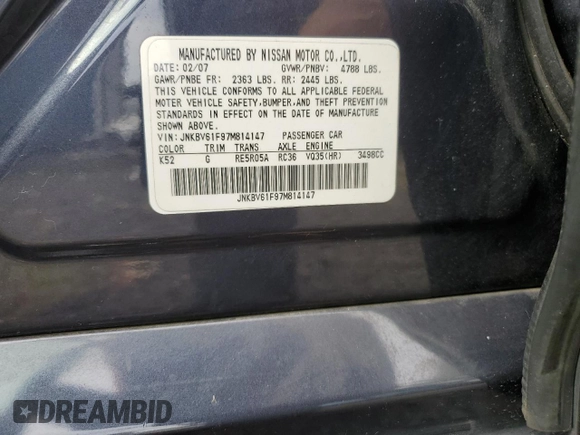 MANUFACTURED BY NISSAN MOTOR CO.,LTD.
DATE: 02/07 GVWR/PNBV: 4788 LBS.
GAWR/PNBE FR: 2363 LBS. RR: 2445 LBS.
THIS VEHICLE CONFORMS TO ALL APPLICABLE FEDERAL
MOTOR VEHICLE SAFETY,BUMPER,AND THEFT PREVENTION
STANDARDS IN EFFECT ON THE DATE OF MANUFACTURE
SHOWN ABOVE.
VIN: JNKBV61F97M814147 PASSENGER CAR
COLOR TRIM TRANS AXLE ENGINE
K52 G RE5R05A RC36 VQ35(HR) 3498CC
JNKBV61F97M814147
DREAMBID